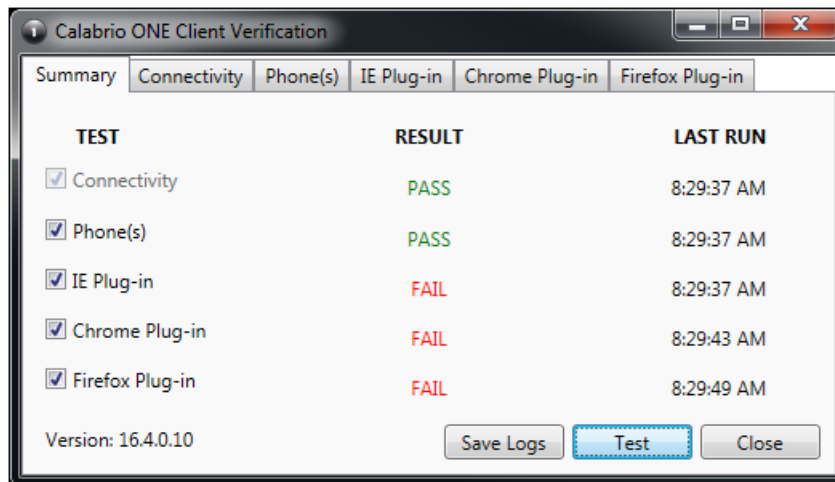 Calabrio ONE Client Verification
Summary Connectivity Phone(s) IE Plug-in Chrome Plug-in Firefox Plug-in
TEST RESULT LAST RUN
Connectivity PASS 8:29:37 AM
Phone(s) PASS 8:29:37 AM
IE Plug-in FAIL 8:29:37 AM
Chrome Plug-in FAIL 8:29:43 AM
Firefox Plug-in FAIL 8:29:49 AM
Version: 16.4.0.10 Save Logs Test Close